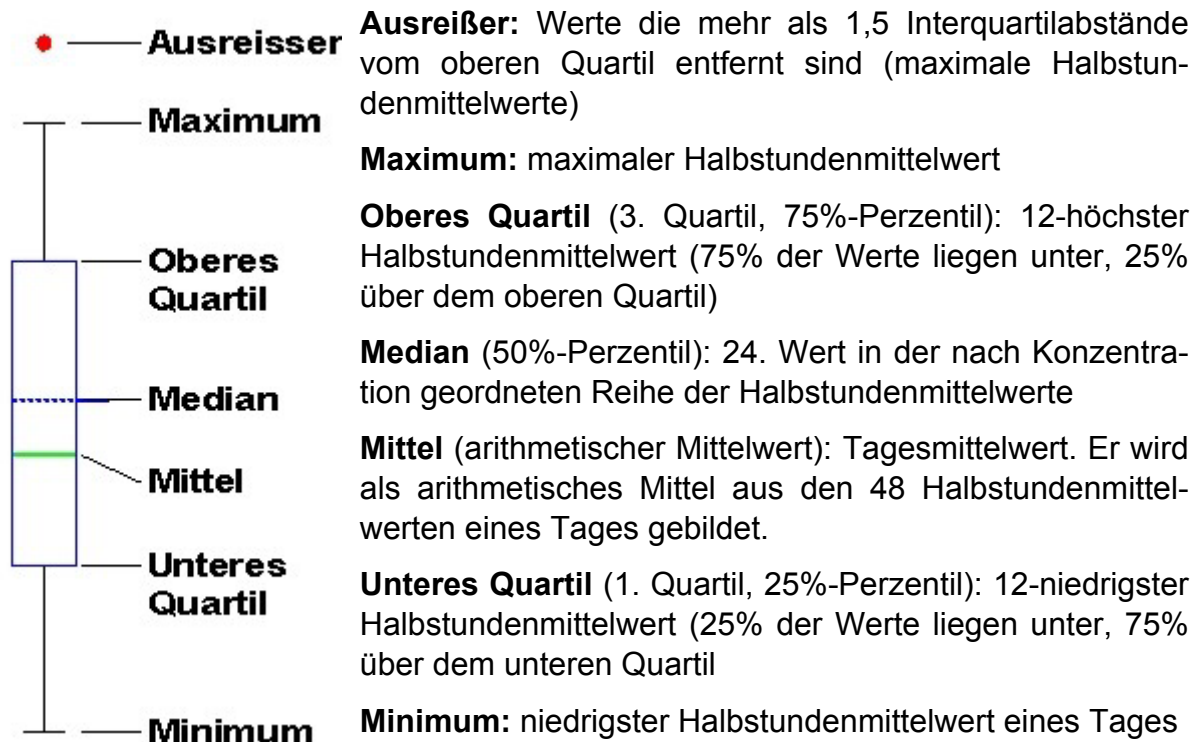 Ausreisser
Maximum
Oberes
Quartil
Median
Mittel
Unteres
Quartil
Minimum
Ausreißer: Werte die mehr als 1,5 Interquartilabstände
vom oberen Quartil entfernt sind (maximale Halbstun-
denmittelwerte)
Maximum: maximaler Halbstundenmittelwert
Oberes Quartil (3. Quartil, 75%-Perzentil): 12-höchster
Halbstundenmittelwert (75% der Werte liegen unter, 25%
über dem oberen Quartil)
Median (50%-Perzentil): 24. Wert in der nach Konzentra-
tion geordneten Reihe der Halbstundenmittelwerte
Mittel (arithmetischer Mittelwert): Tagesmittelwert. Er wird
als arithmetisches Mittel aus den 48 Halbstundenmittel-
werten eines Tages gebildet.
Unteres Quartil (1. Quartil, 25%-Perzentil): 12-niedrigster
Halbstundenmittelwert (25% der Werte liegen unter, 75%
über dem unteren Quartil
Minimum: niedrigster Halbstundenmittelwert eines Tages